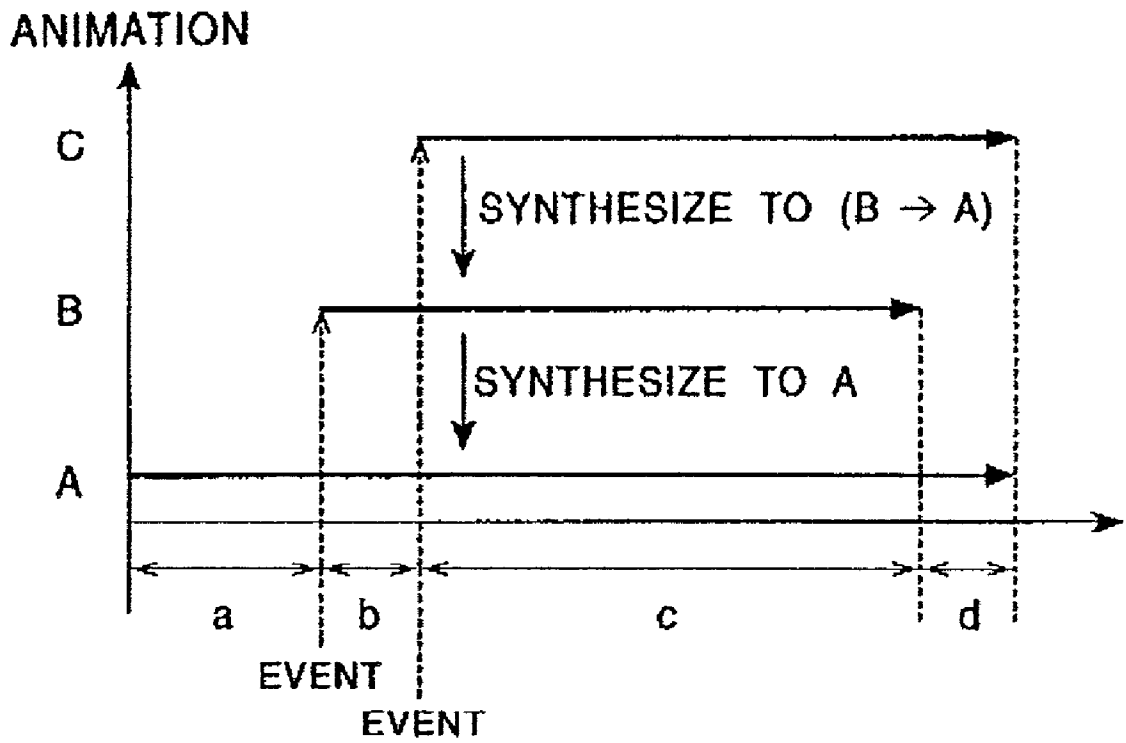 ANIMATION
C
SYNTHESIZE TO (B → A)
B
SYNTHESIZE TO A
A
a b c d
EVENT
EVENT